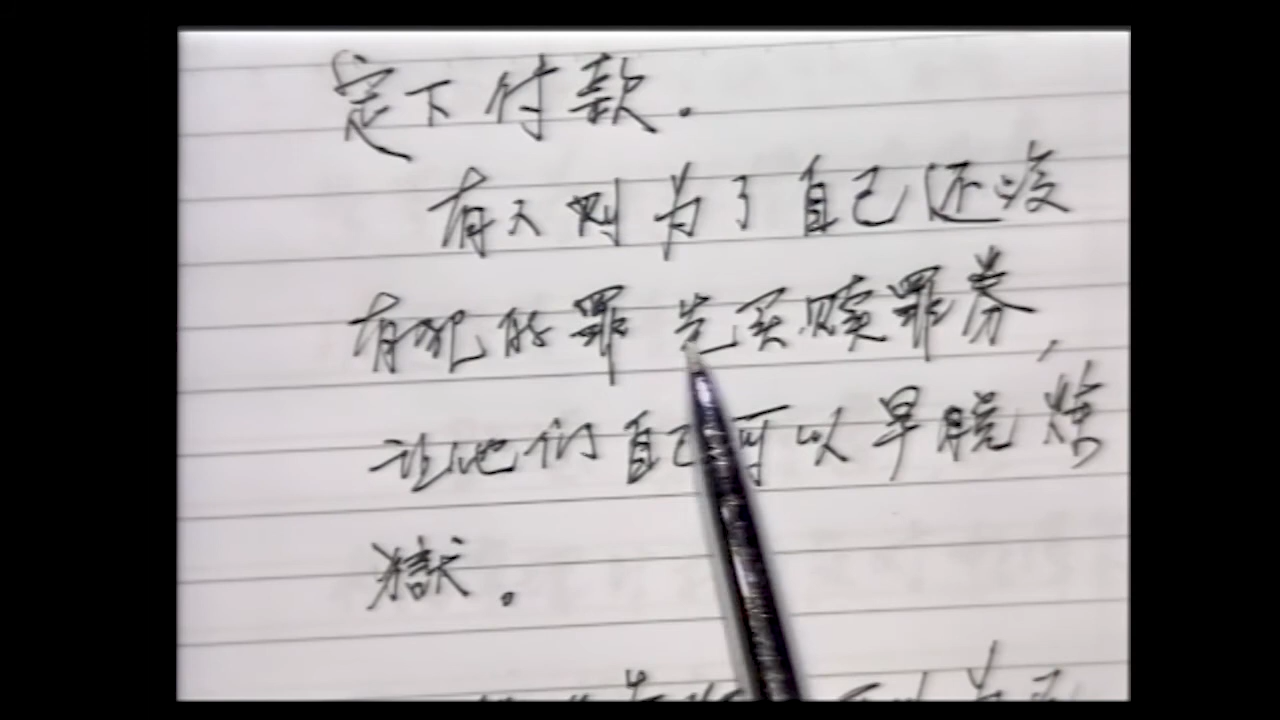 定下付款.
有人则为了自己还没
有犯的罪先买赎罪券,
让他们自己可以早脱炼
獄。